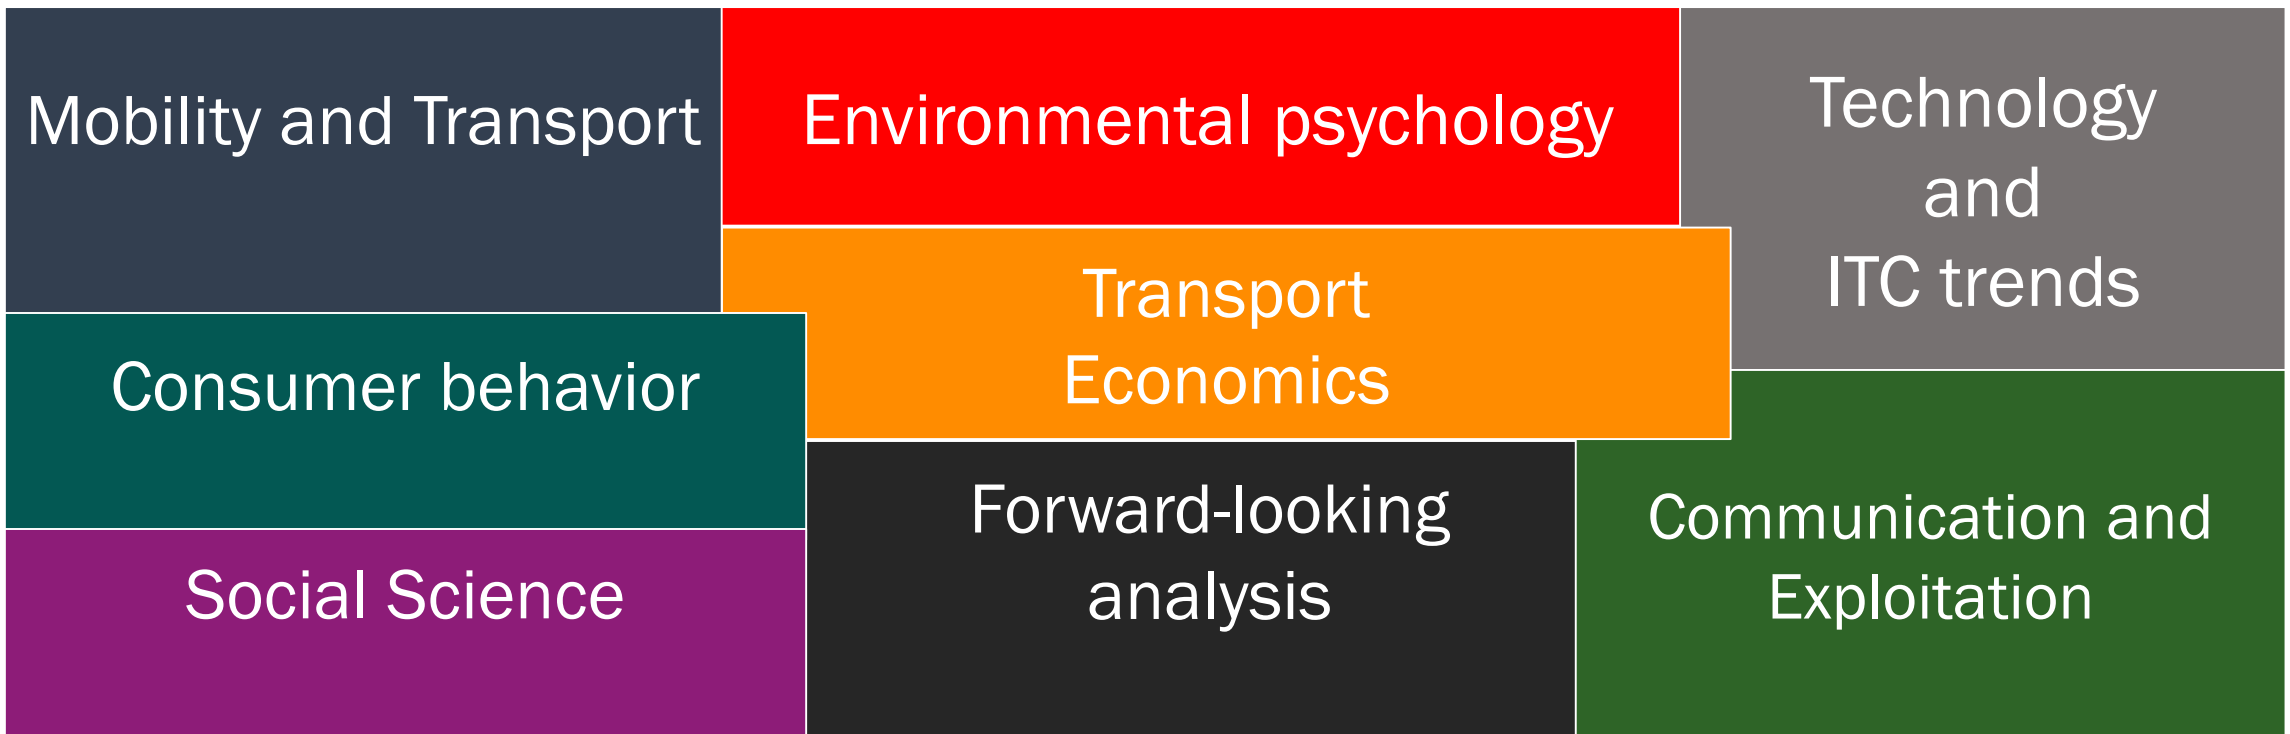 Mobility and Transport
Environmental psychology
Technology
and
ITC trends
Transport
Economics
Consumer behavior
Forward-looking
analysis
Communication and
Exploitation
Social Science